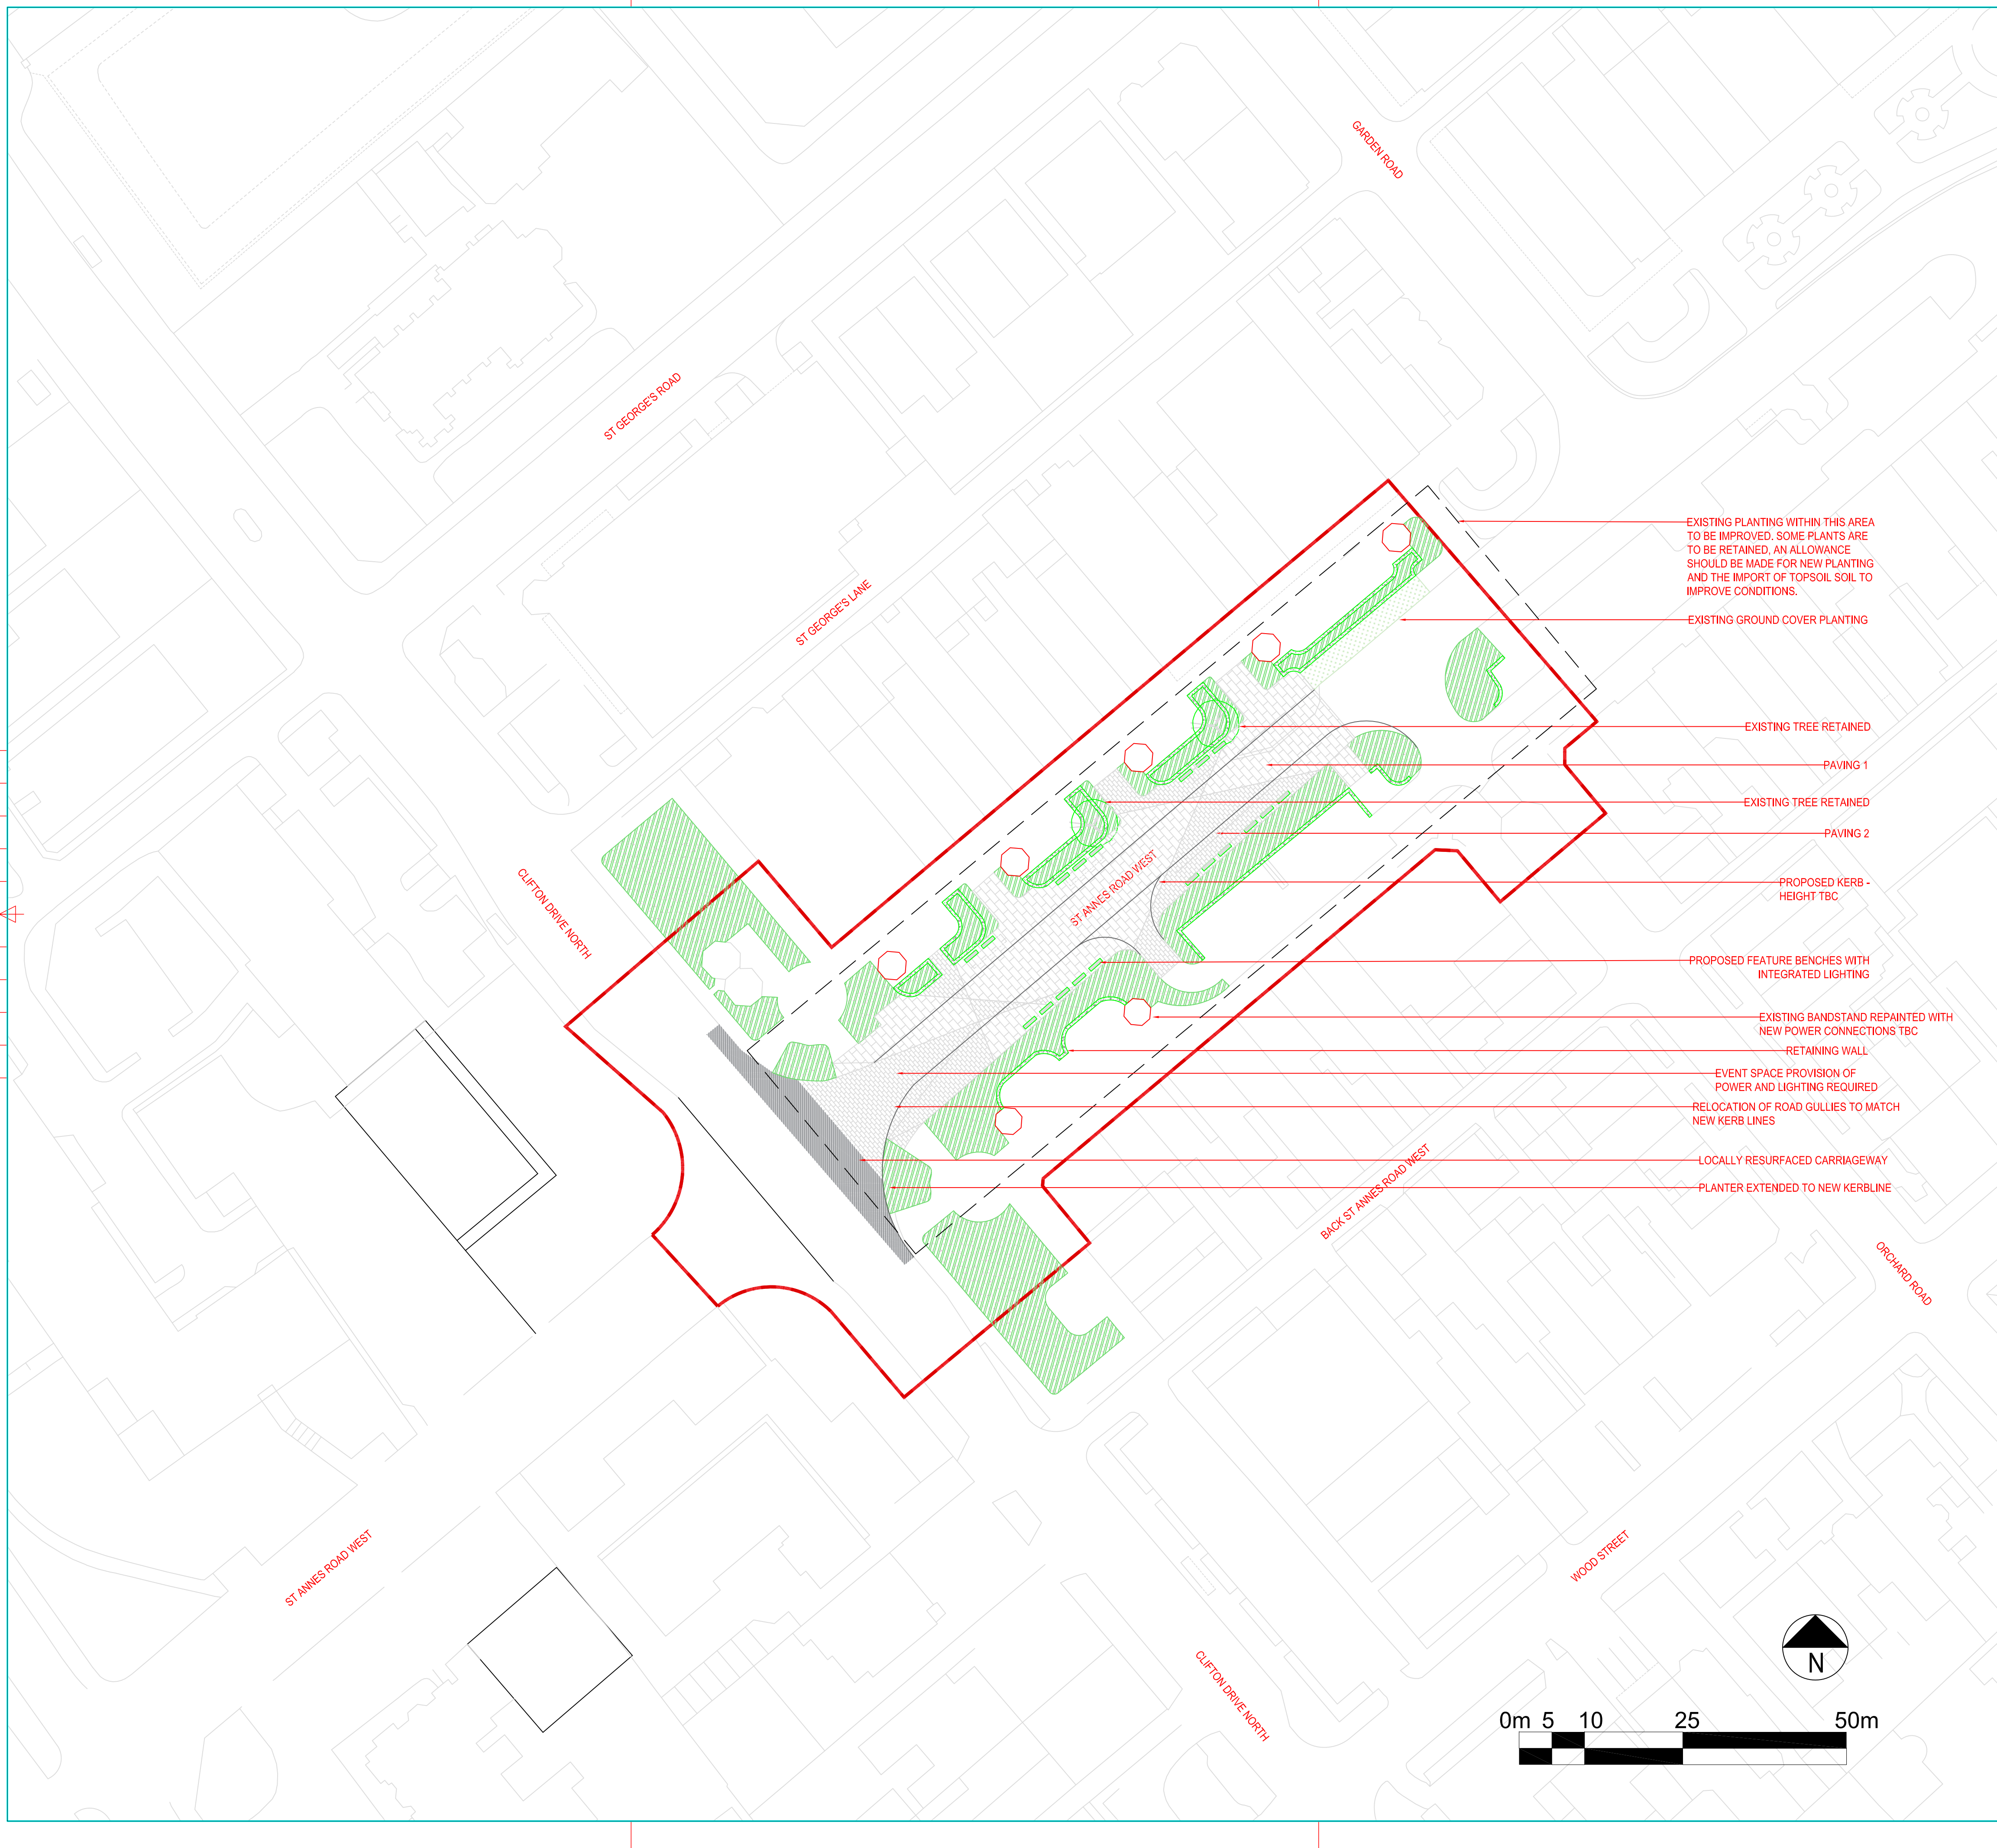 GARDEN ROAD
ST GEORGE'S ROAD
EXISTING PLANTING WITHIN THIS AREA
TO BE IMPROVED. SOME PLANTS ARE
TO BE RETAINED, AN ALLOWANCE
SHOULD BE MADE FOR NEW PLANTING
AND THE IMPORT OF TOPSOIL SOIL TO
IMPROVE CONDITIONS.
ST GEORGE'S LANE
EXISTING GROUND COVER PLANTING
EXISTING TREE RETAINED
PAVING 1
EXISTING TREE RETAINED
PAVING 2
ST ANNES ROAD WEST
CLIFTON DRIVE NORTH
PROPOSED KERB -
HEIGHT TBC
PROPOSED FEATURE BENCHES WITH
INTEGRATED LIGHTING
EXISTING BANDSTAND REPAINTED WITH
NEW POWER CONNECTIONS TBC
RETAINING WALL
EVENT SPACE PROVISION OF
POWER AND LIGHTING REQUIRED
RELOCATION OF ROAD GULLIES TO MATCH
NEW KERB LINES
LOCALLY RESURFACED CARRIAGEWAY
PLANTER EXTENDED TO NEW KERBLINE
BACK ST ANNES ROAD WEST
ORCHARD ROAD
ST ANNES ROAD WEST
WOOD STREET
CLIFTON DRIVE NORTH
N
0m 5 10 25 50m